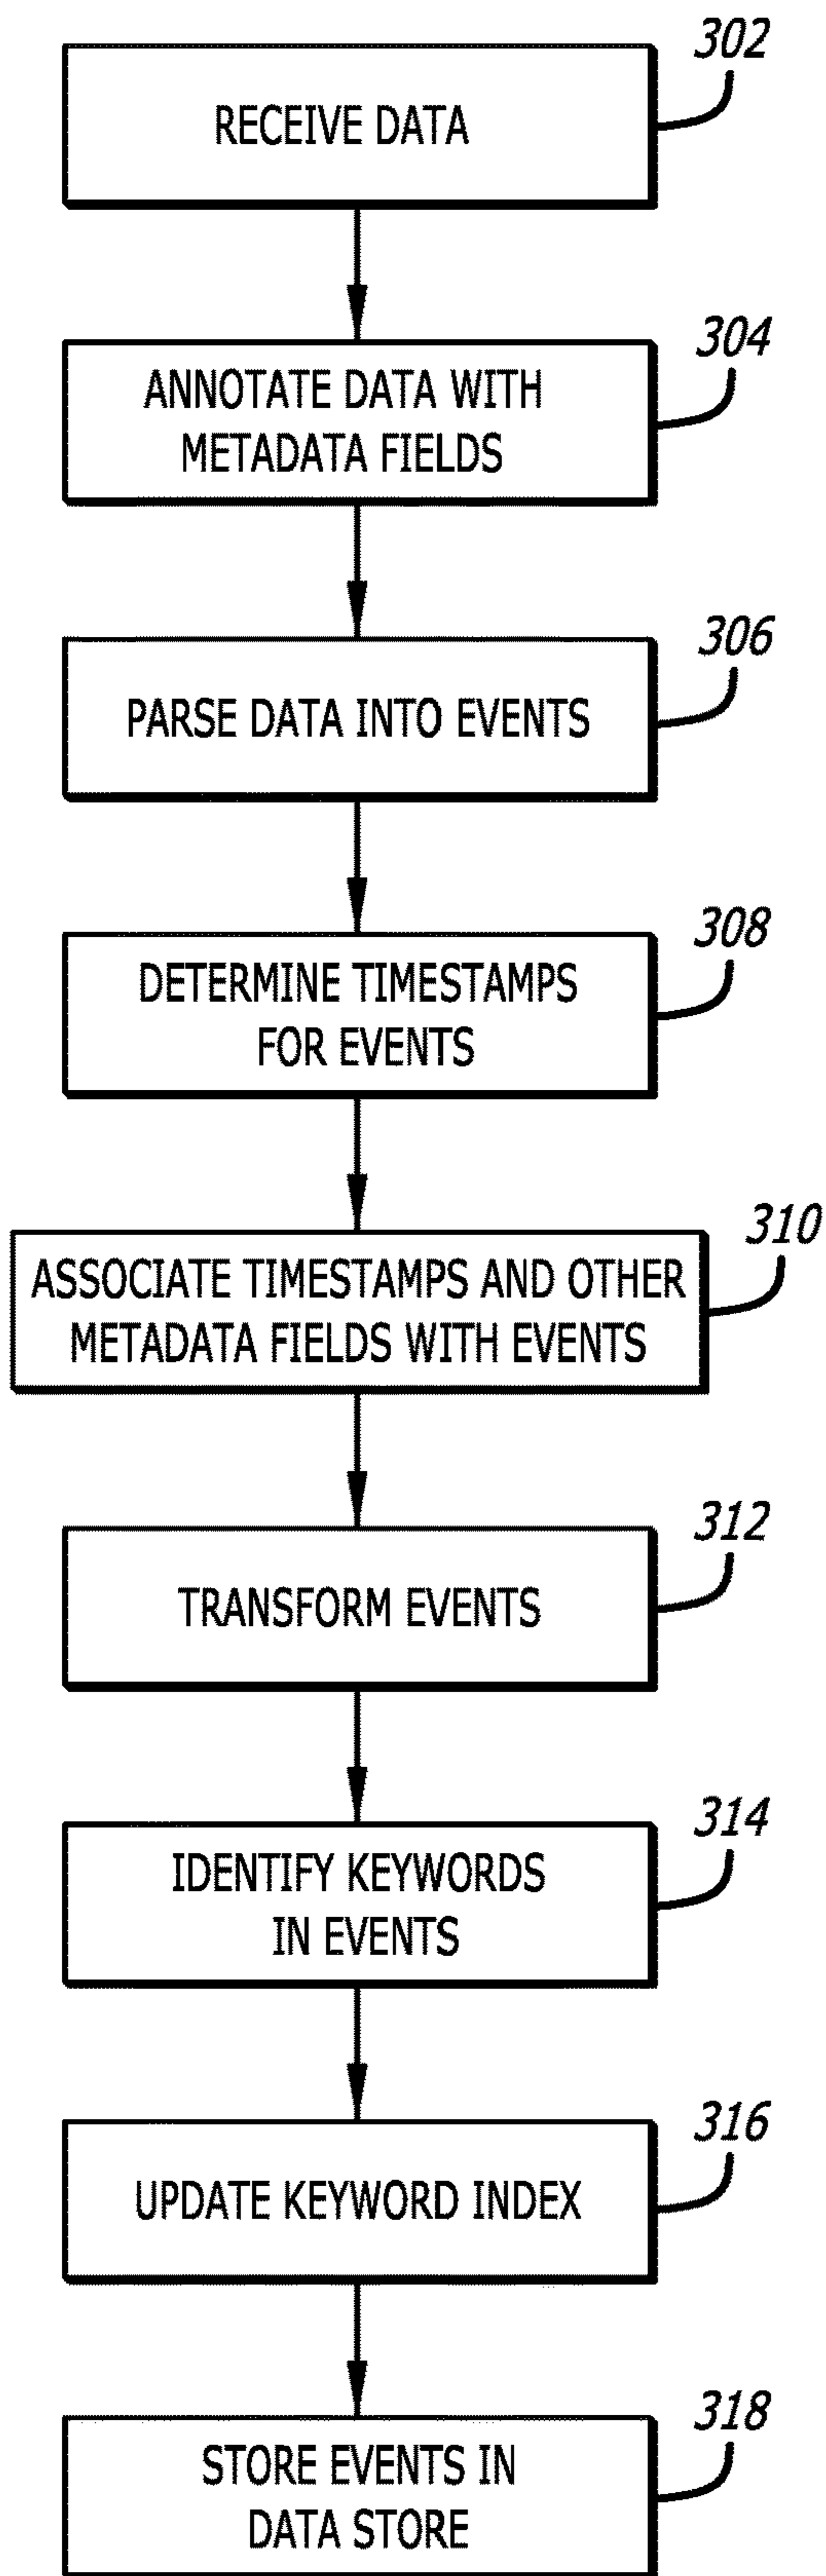 302
RECEIVE DATA
304
ANNOTATE DATA WITH
METADATA FIELDS
306
PARSE DATA INTO EVENTS
308
DETERMINE TIMESTAMPS
FOR EVENTS
310
ASSOCIATE TIMESTAMPS AND OTHER
METADATA FIELDS WITH EVENTS
312
TRANSFORM EVENTS
314
IDENTIFY KEYWORDS
IN EVENTS
316
UPDATE KEYWORD INDEX
318
STORE EVENTS IN
DATA STORE